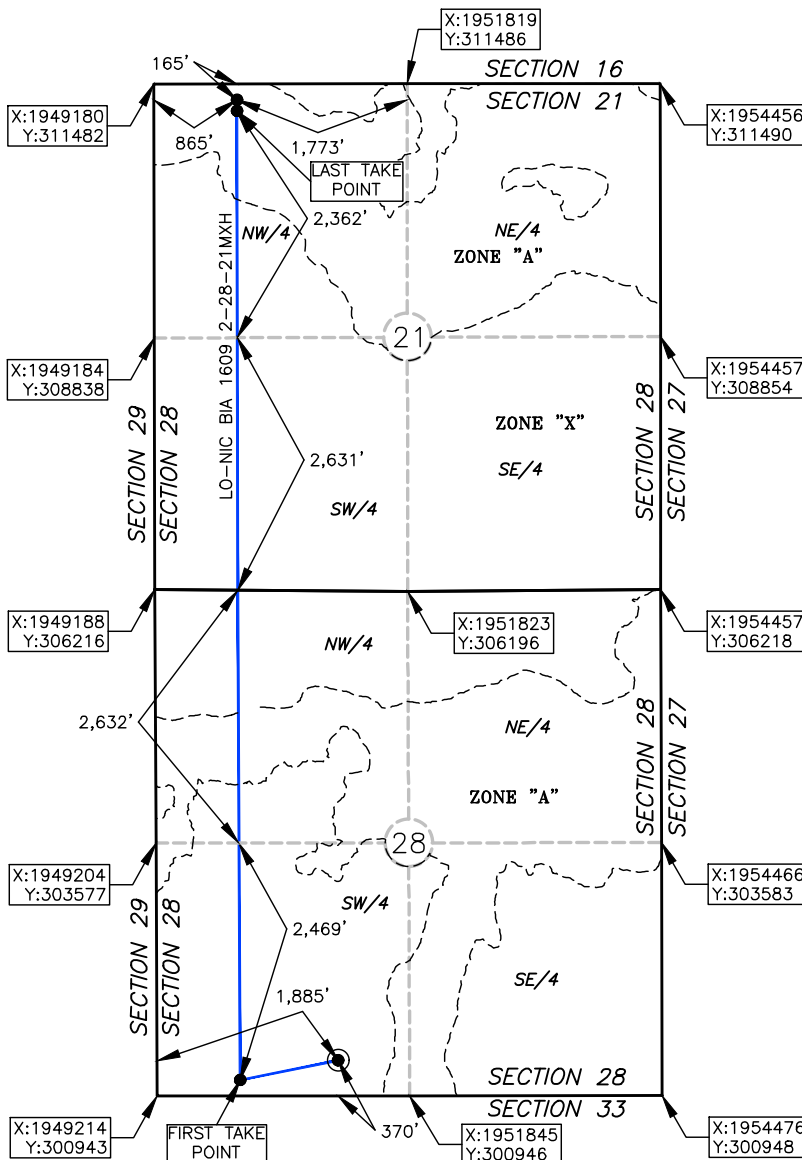 X:1951819
Y:311486
165'
SECTION 16
SECTION 21
X:1949180
Y:311482
X:1954456
Y:311490
865'
1,773'
LAST TAKE
POINT
2,362'
NW/4
NE/4
ZONE "A"
LO-NIC BIA 1609 2-28-21MXH
21
X:1949184
Y:308838
X:1954457
Y:308854
SECTION 29
SECTION 28
ZONE "X"
SECTION 28
SECTION 27
2,631'
SE/4
SW/4
X:1949188
Y:306216
X:1951823
Y:306196
X:1954457
Y:306218
NW/4
2,632'
NE/4
SECTION 28
SECTION 27
ZONE "A"
28
X:1949204
Y:303577
X:1954466
Y:303583
SECTION 29
SECTION 28
SW/4
2,469'
SE/4
1,885'
SECTION 28
SECTION 33
X:1949214
Y:300943
FIRST TAKE
POINT
370'
X:1951845
Y:300946
X:1954476
Y:300948